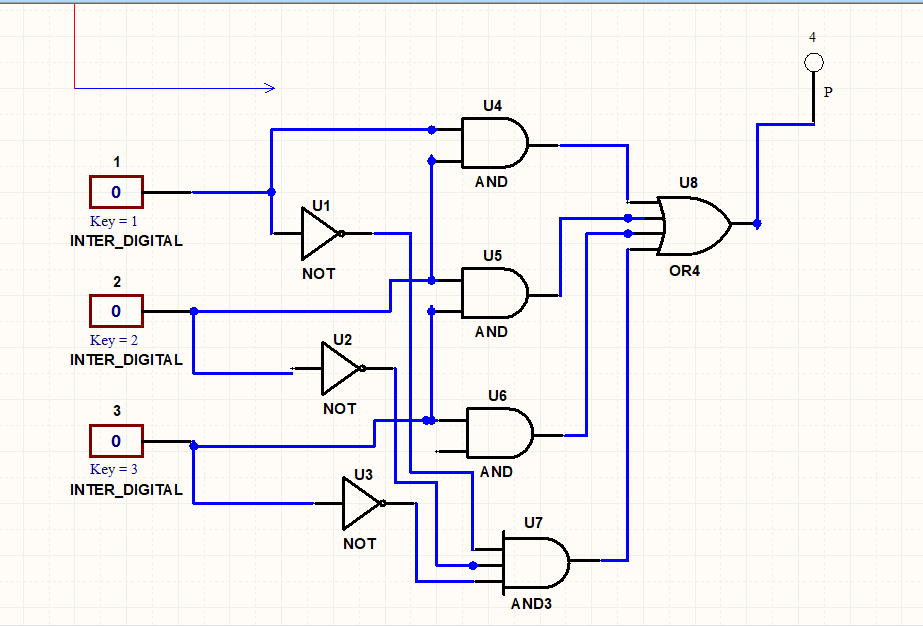 4
P
U4
AND
1
0
Key = 1
INTER_DIGITAL
U1
NOT
U8
OR4
U5
AND
2
0
Key = 2
INTER_DIGITAL
U2
NOT
U6
AND
3
0
Key = 3
INTER_DIGITAL
U3
NOT
U7
AND3